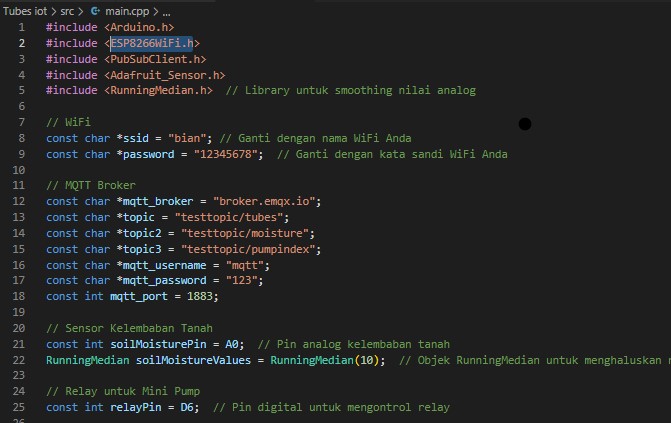 Tubes iot > src > main.cpp > ...
1 #include <Arduino.h>
2 #include <ESP8266WiFi.h>
3 #include <PubSubClient.h>
4 #include <Adafruit_Sensor.h>
5 #include <RunningMedian.h>  // Library untuk smoothing nilai analog
6
7 // WiFi
8 const char *ssid = "bian"; // Ganti dengan nama WiFi Anda
9 const char *password = "12345678";  // Ganti dengan kata sandi WiFi Anda
10
11 // MQTT Broker
12 const char *mqtt_broker = "broker.emqx.io";
13 const char *topic = "testtopic/tubes";
14 const char *topic2 = "testtopic/moisture";
15 const char *topic3 = "testtopic/pumpindex";
16 const char *mqtt_username = "mqtt";
17 const char *mqtt_password = "123";
18 const int mqtt_port = 1883;
19
20 // Sensor Kelembaban Tanah
21 const int soilMoisturePin = A0;  // Pin analog kelembaban tanah
22 RunningMedian soilMoistureValues = RunningMedian(10);  // Objek RunningMedian untuk menghaluskan
23
24 // Relay untuk Mini Pump
25 const int relayPin = D6;  // Pin digital untuk mengontrol relay